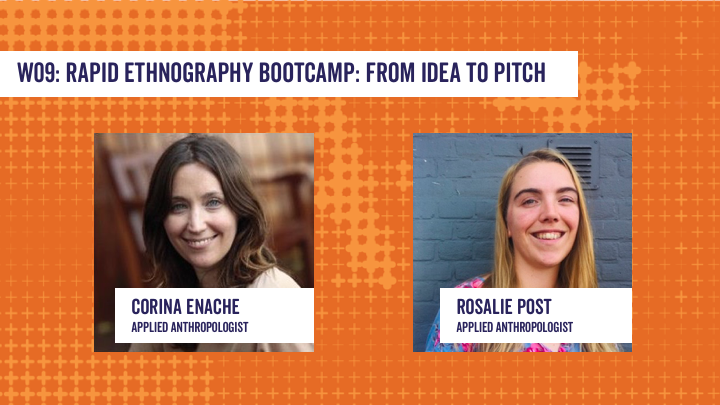 W09: RAPID ETHNOGRAPHY BOOTCAMP: FROM IDEA TO PITCH
CORINA ENACHE
APPLIED ANTHROPOLOGIST
ROSALIE POST
APPLIED ANTHROPOLOGIST